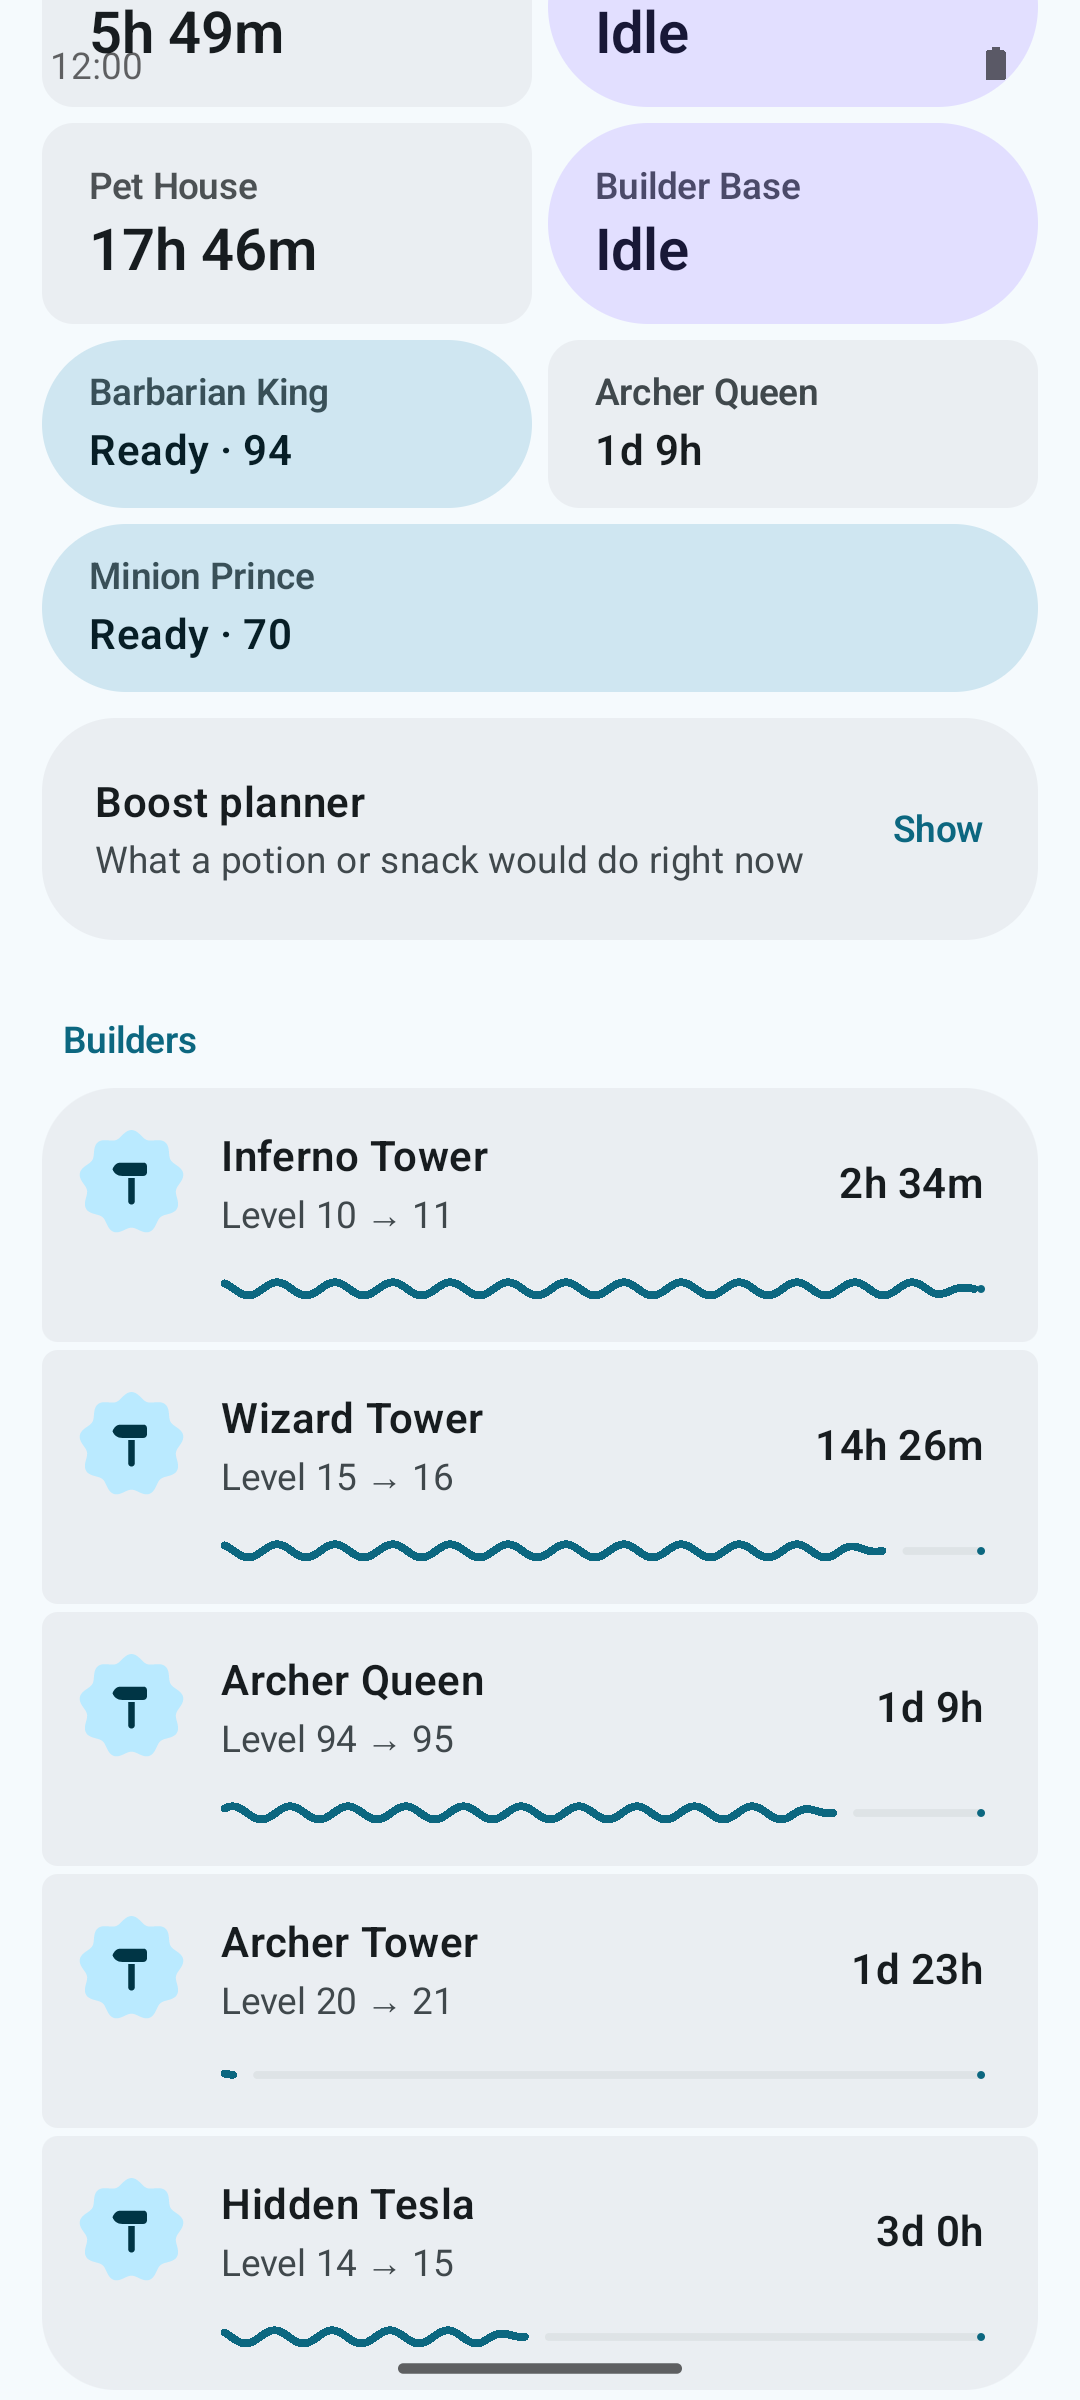 5h 49m
Idle
12:00
Pet House
17h 46m
Builder Base
Idle
Barbarian King
Ready · 94
Archer Queen
1d 9h
Minion Prince
Ready · 70
Boost planner
What a potion or snack would do right now
Show
Builders
Inferno Tower
Level 10 → 11
2h 34m
Wizard Tower
Level 15 → 16
14h 26m
Archer Queen
Level 94 → 95
1d 9h
Archer Tower
Level 20 → 21
1d 23h
Hidden Tesla
Level 14 → 15
3d 0h